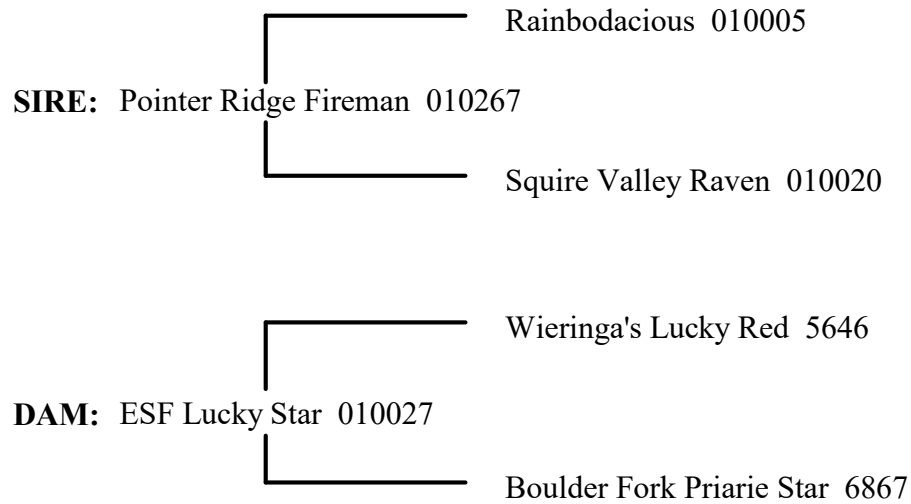 Rainbodacious 010005
SIRE: Pointer Ridge Fireman 010267
Squire Valley Raven 010020
Wieringa's Lucky Red 5646
DAM: ESF Lucky Star 010027
Boulder Fork Priarie Star 6867